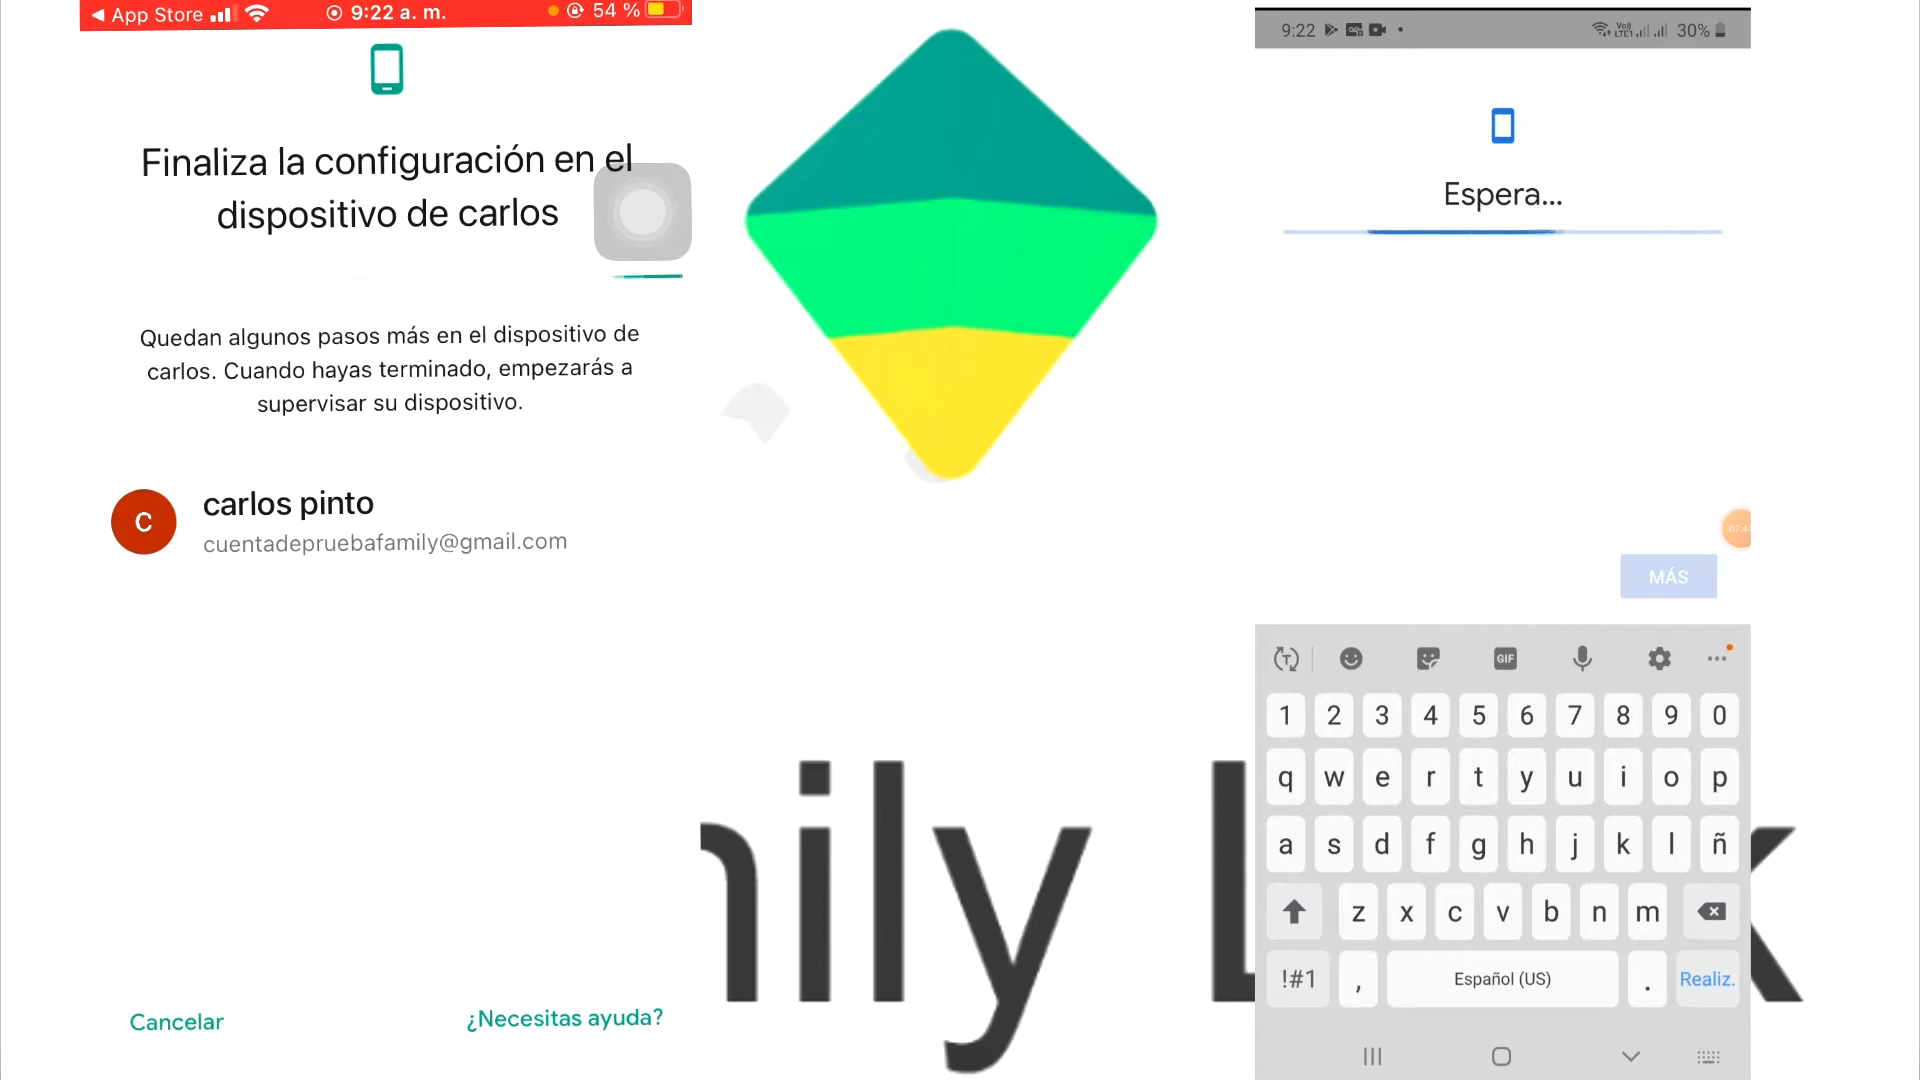 App Store
9:22 a. m.
54 %
Finaliza la configuración en el
dispositivo de carlos
Quedan algunos pasos más en el dispositivo de
carlos. Cuando hayas terminado, empezarás a
supervisar su dispositivo.
C
carlos pinto
cuentadepruebafamily@gmail.com
Cancelar
¿Necesitas ayuda?
mily L k
9:22
Vo))
LTE1
30%
Espera...
MÁS
GIF
1 2 3 4 5 6 7 8 9 0
q w e r t y u i o p
a s d f g h j k l ñ
z x c v b n m
!#1 , Español (US) . Realiz.